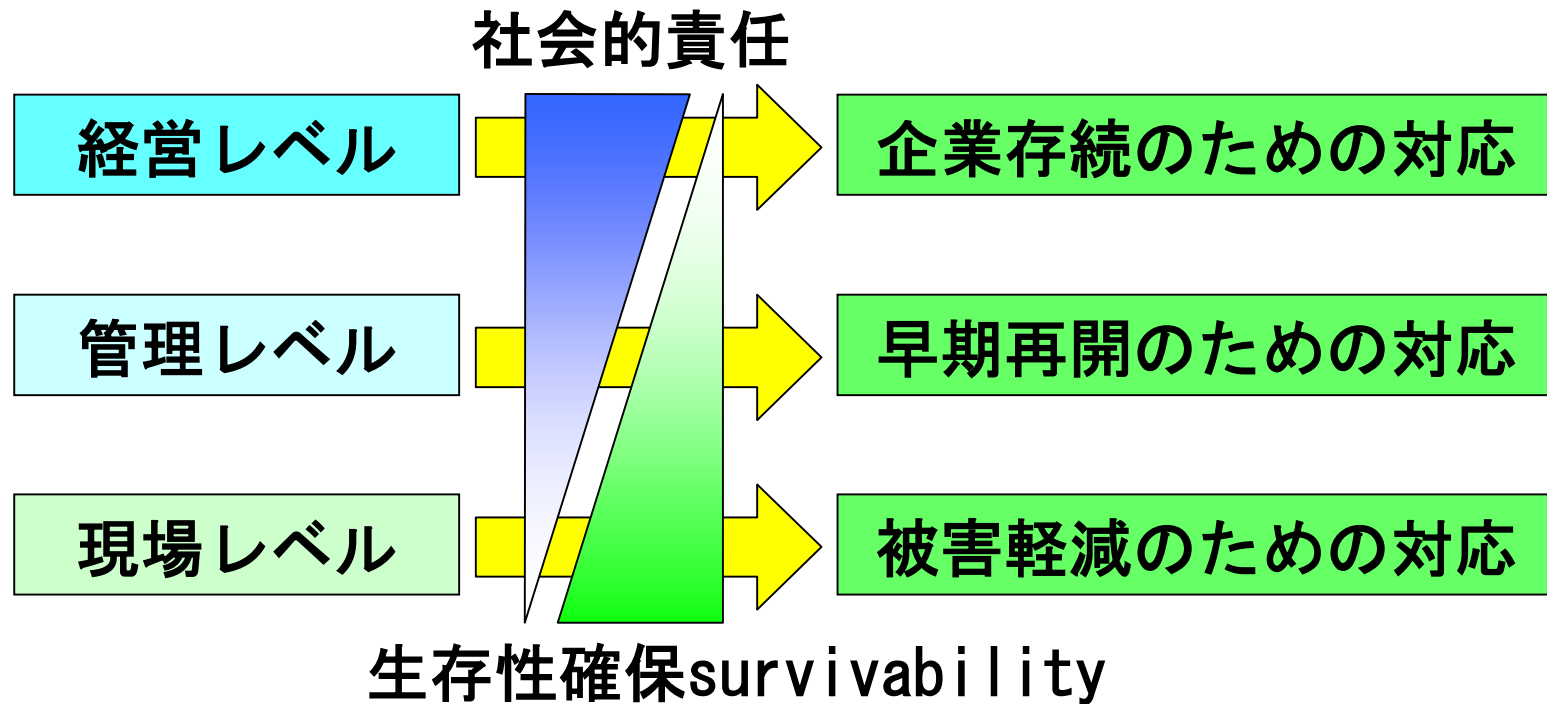 社会的責任
経営レベル
企業存続のための対応
管理レベル
早期再開のための対応
現場レベル
被害軽減のための対応
生存性確保survivability